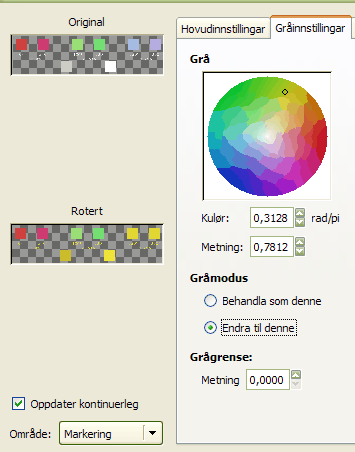 Original
Rotert
Oppdater kontinuerleg
Område: Markering
Hovudinnstillingar
Gråinnstillingar
Grå
Kulør: 0,3128 rad/pi
Metning: 0,7812
Gråmodus
Behandla som denne
Endra til denne
Grågrense:
Metning 0,0000